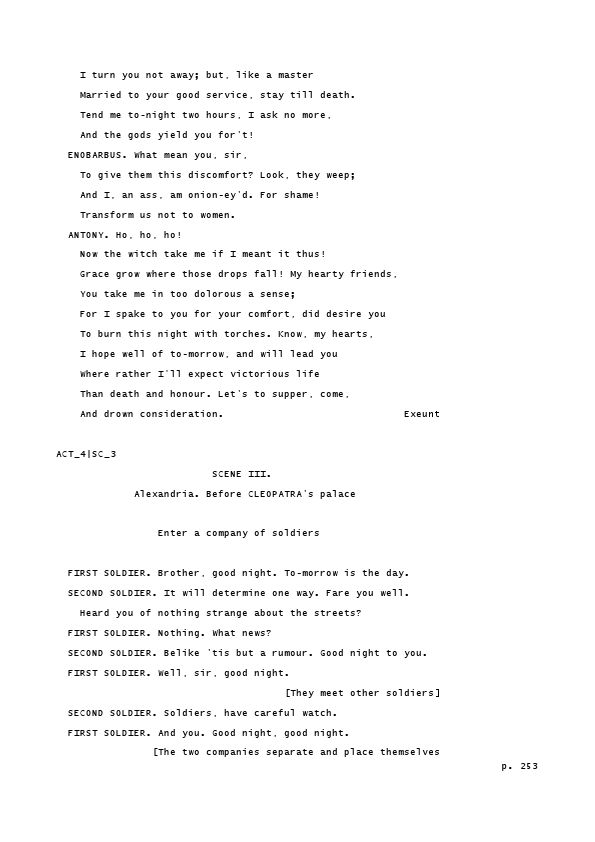 I turn you not away; but, like a master
Married to your good service, stay till death.
Tend me to-night two hours, I ask no more,
And the gods yield you for't!
ENOBARBUS. What mean you, sir,
To give them this discomfort? Look, they weep;
And I, an ass, am onion-ey'd. For shame!
Transform us not to women.
ANTONY. Ho, ho, ho!
Now the witch take me if I meant it thus!
Grace grow where those drops fall! My hearty friends,
You take me in too dolorous a sense;
For I spake to you for your comfort, did desire you
To burn this night with torches. Know, my hearts,
I hope well of to-morrow, and will lead you
Where rather I'll expect victorious life
Than death and honour. Let's to supper, come,
And drown consideration. Exeunt
ACT_4|SC_3
SCENE III.
Alexandria. Before CLEOPATRA's palace
Enter a company of soldiers
FIRST SOLDIER. Brother, good night. To-morrow is the day.
SECOND SOLDIER. It will determine one way. Fare you well.
Heard you of nothing strange about the streets?
FIRST SOLDIER. Nothing. What news?
SECOND SOLDIER. Belike 'tis but a rumour. Good night to you.
FIRST SOLDIER. Well, sir, good night.
[They meet other soldiers]
SECOND SOLDIER. Soldiers, have careful watch.
FIRST SOLDIER. And you. Good night, good night.
[The two companies separate and place themselves
p. 253